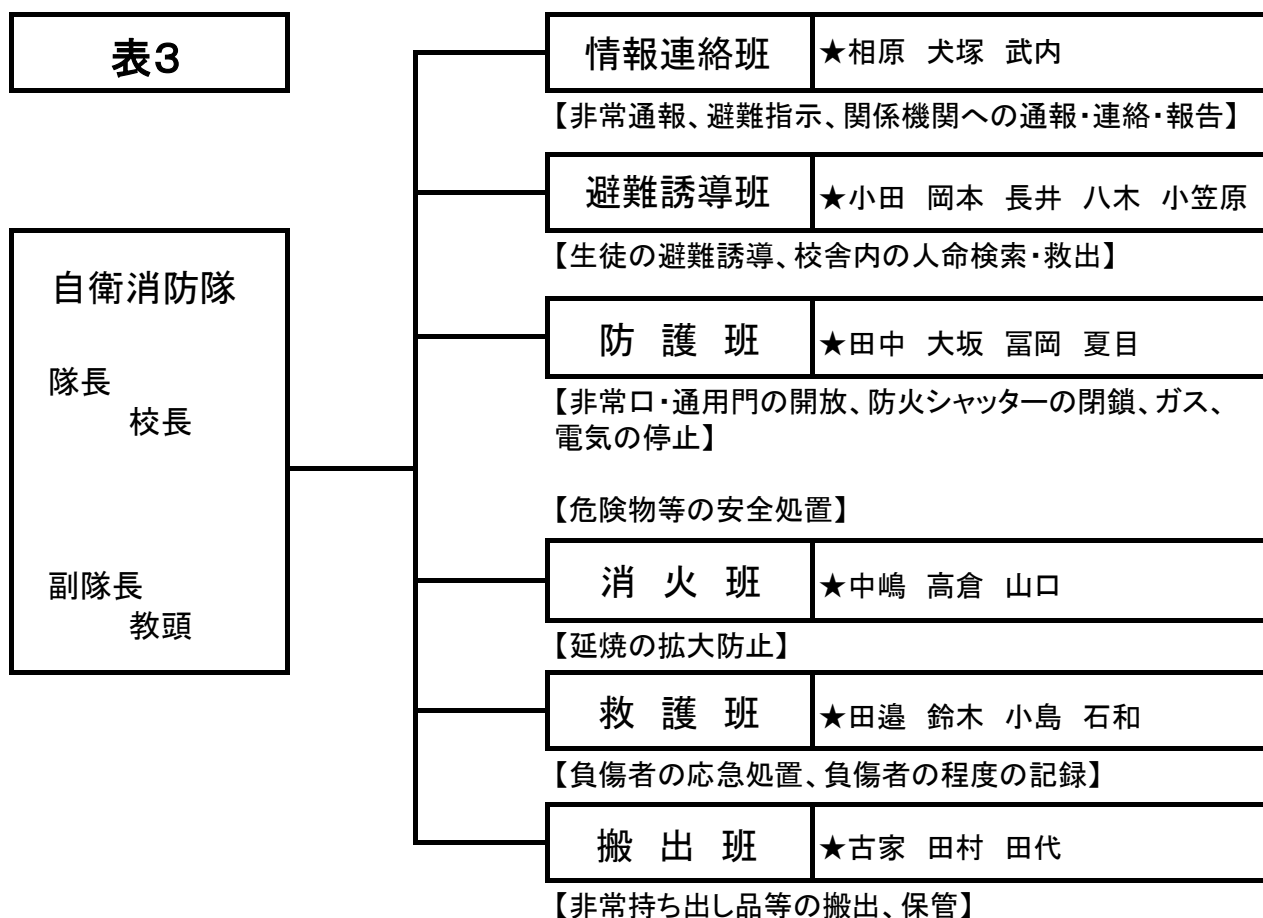 表3
自衛消防隊
隊長
校長
副隊長
教頭
情報連絡班 ★相原 犬塚 武内
【非常通報、避難指示、関係機関への通報・連絡・報告】
避難誘導班 ★小田 岡本 長井 八木 小笠原
【生徒の避難誘導、校舎内の人命検索・救出】
防 護 班 ★田中 大坂 冨岡 夏目
【非常口・通用門の開放、防火シャッターの閉鎖、ガス、
電気の停止】
【危険物等の安全処置】
消 火 班 ★中嶋 高倉 山口
【延焼の拡大防止】
救 護 班 ★田邉 鈴木 小島 石和
【負傷者の応急処置、負傷者の程度の記録】
搬 出 班 ★古家 田村 田代
【非常持ち出し品等の搬出、保管】